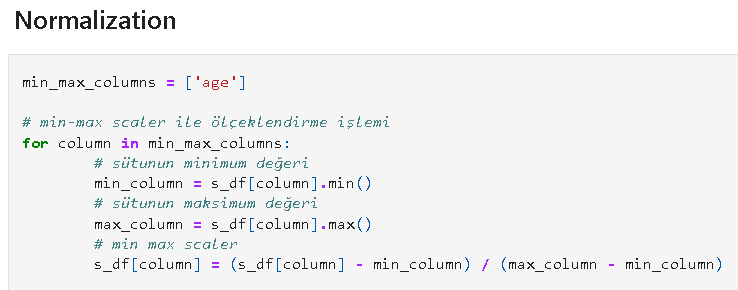 Normalization
min_max_columns = ['age']
# min-max scaler ile ölçeklendirme işlemi
for column in min_max_columns:
# sütunun minimum değeri
min_column = s_df[column].min()
# sütunun maksimum değeri
max_column = s_df[column].max()
# min max scaler
s_df[column] = (s_df[column] - min_column) / (max_column - min_column)